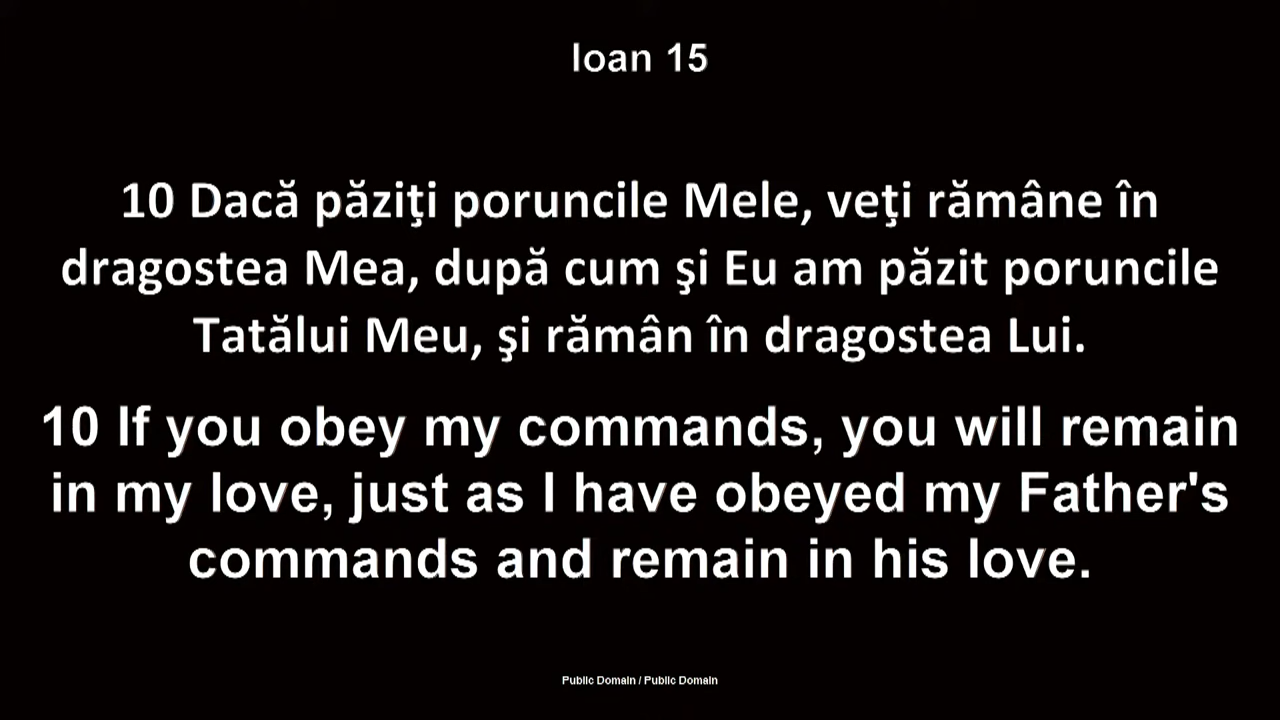 Ioan 15
10 Dacă păziţi poruncile Mele, veţi rămâne în
dragostea Mea, după cum şi Eu am păzit poruncile
Tatălui Meu, şi rămân în dragostea Lui.
10 If you obey my commands, you will remain
in my love, just as I have obeyed my Father's
commands and remain in his love.
Public Domain / Public Domain